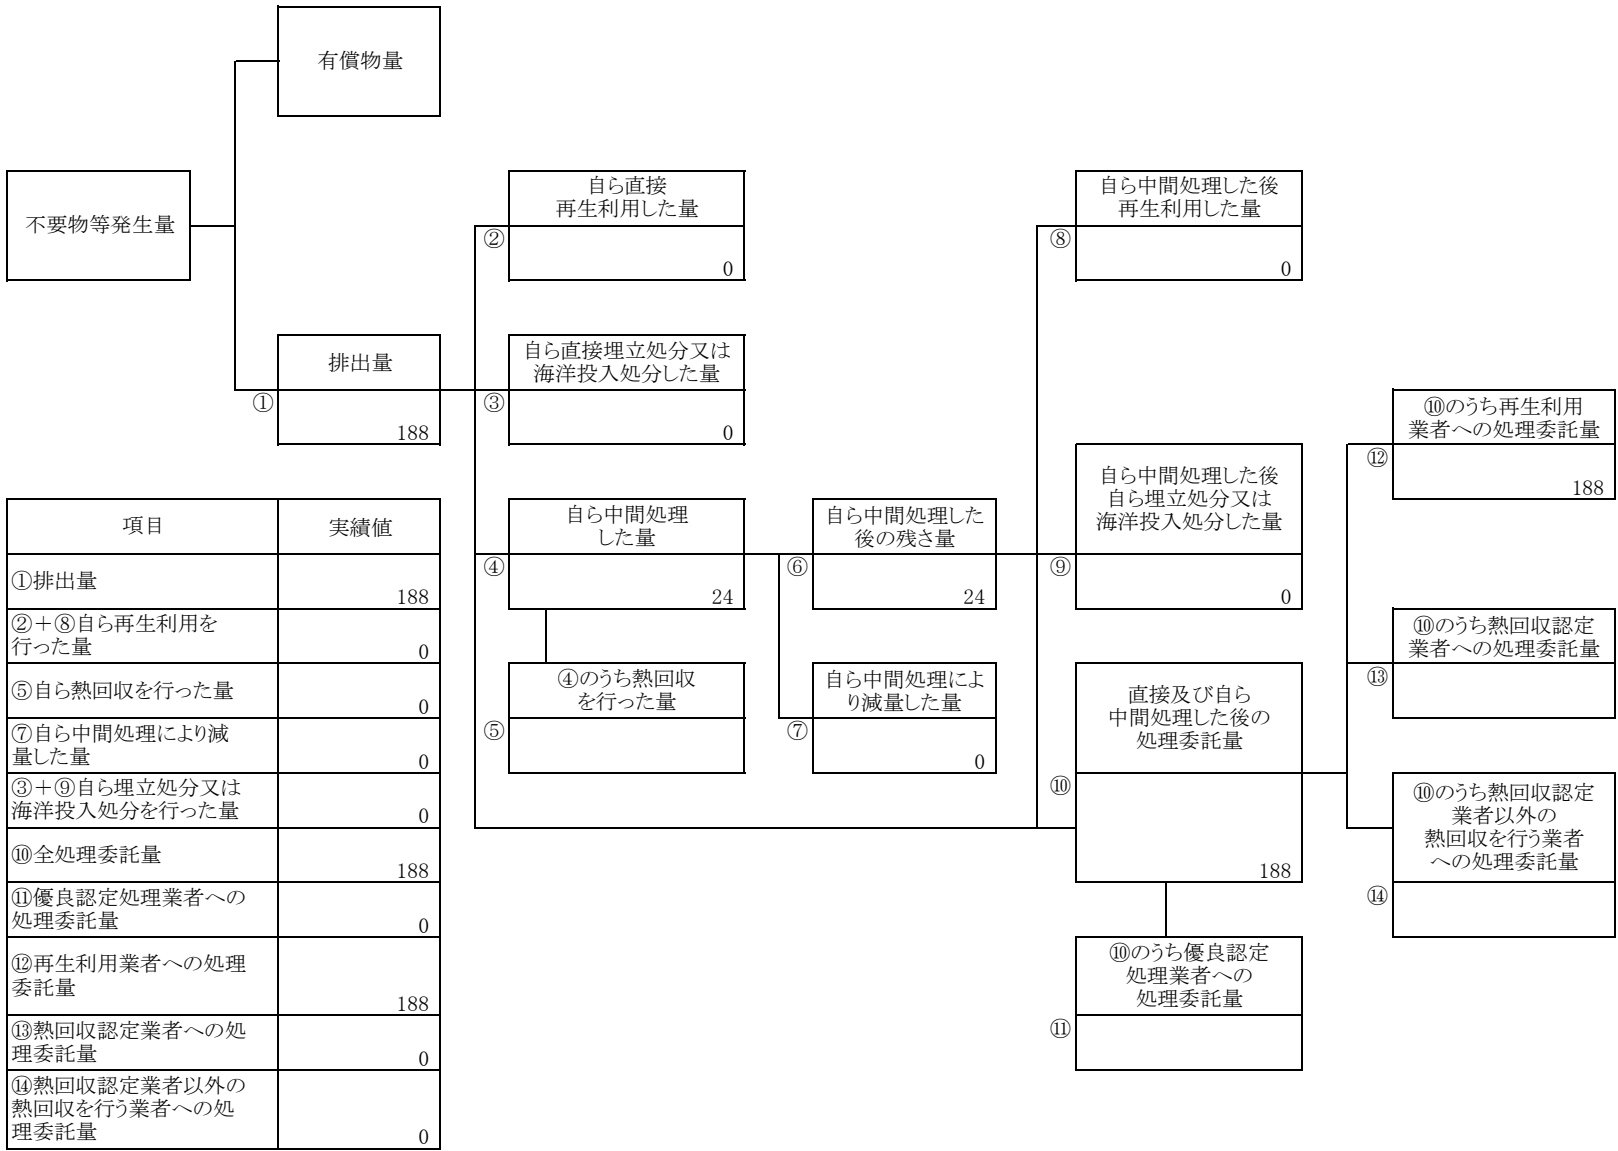 有償物量
不要物等発生量
排出量
①
188
自ら直接
再生利用した量
②
0
自ら直接埋立処分又は
海洋投入処分した量
③
0
自ら中間処理
した量
④
24
④のうち熱回収
を行った量
⑤
自ら中間処理した
後の残さ量
⑥
24
自ら中間処理によ
り減量した量
⑦
0
自ら中間処理した後
再生利用した量
⑧
0
自ら中間処理した後
自ら埋立処分又は
海洋投入処分した量
⑨
0
直接及び自ら
中間処理した後の
処理委託量
⑩
188
⑩のうち優良認定
処理業者への
処理委託量
⑪
⑩のうち再生利用
業者への処理委託量
⑫
188
⑩のうち熱回収認定
業者への処理委託量
⑬
⑩のうち熱回収認定
業者以外の
熱回収を行う業者
への処理委託量
⑭
項目 実績値
①排出量
188
②＋⑧自ら再生利用を
行った量
0
⑤自ら熱回収を行った量
0
⑦自ら中間処理により減
量した量
0
③＋⑨自ら埋立処分又は
海洋投入処分を行った量
0
⑩全処理委託量
188
⑪優良認定処理業者への
処理委託量
0
⑫再生利用業者への処理
委託量
188
⑬熱回収認定業者への処
理委託量
0
⑭熱回収認定業者以外の
熱回収を行う業者への処
理委託量
0